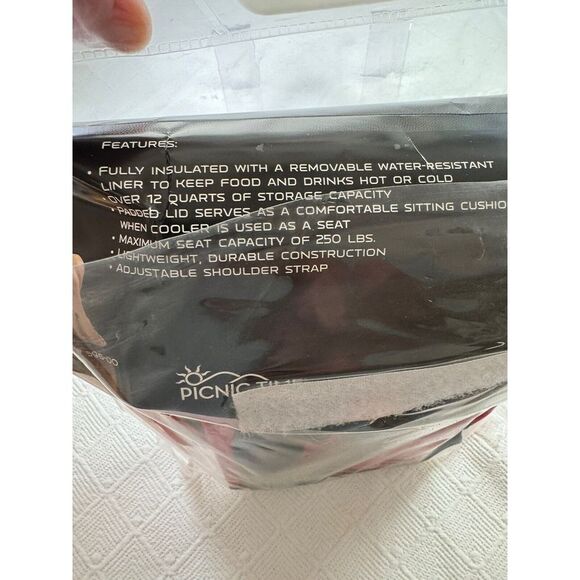 FEATURES:
• FULLY INSULATED WITH A REMOVABLE WATER-RESISTANT
LINER TO KEEP FOOD AND DRINKS HOT OR COLD
• OVER 12 QUARTS OF STORAGE CAPACITY
• PADDED LID SERVES AS A COMFORTABLE SITTING CUSHIO
WHEN COOLER IS USED AS A SEAT
• MAXIMUM SEAT CAPACITY OF 250 LBS.
• LIGHTWEIGHT, DURABLE CONSTRUCTION
• ADJUSTABLE SHOULDER STRAP
PICNIC TIME